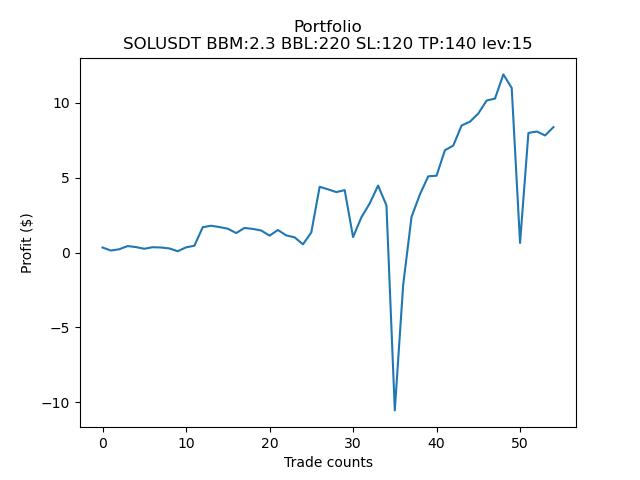 Portfolio
SOLUSDT BBM:2.3 BBL:220 SL:120 TP:140 lev:15
10
5
0
−5
−10
Profit ($)
0 10 20 30 40 50
Trade counts